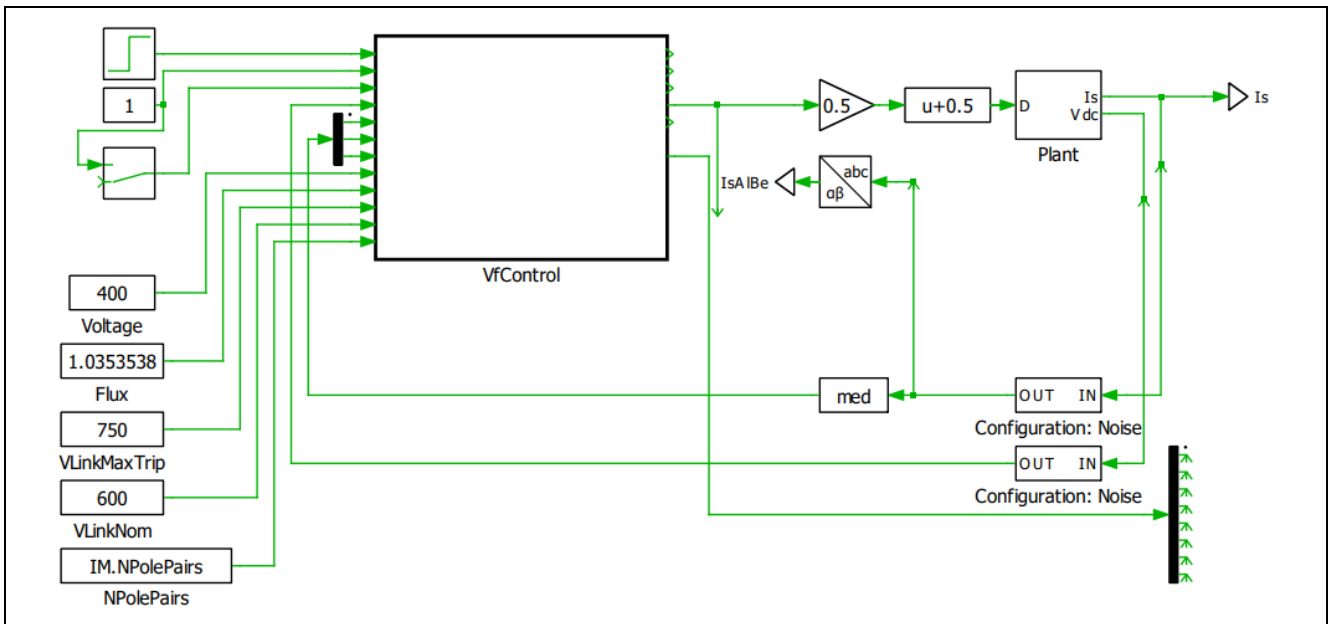 1
VfControl
0.5
u+0.5
D
Is
Vdc
Plant
Is
IsAlBe
abc
αβ
400
Voltage
1.0353538
Flux
750
VLinkMaxTrip
600
VLinkNom
IM.NPolePairs
NPolePairs
med
OUT IN
Configuration: Noise
OUT IN
Configuration: Noise